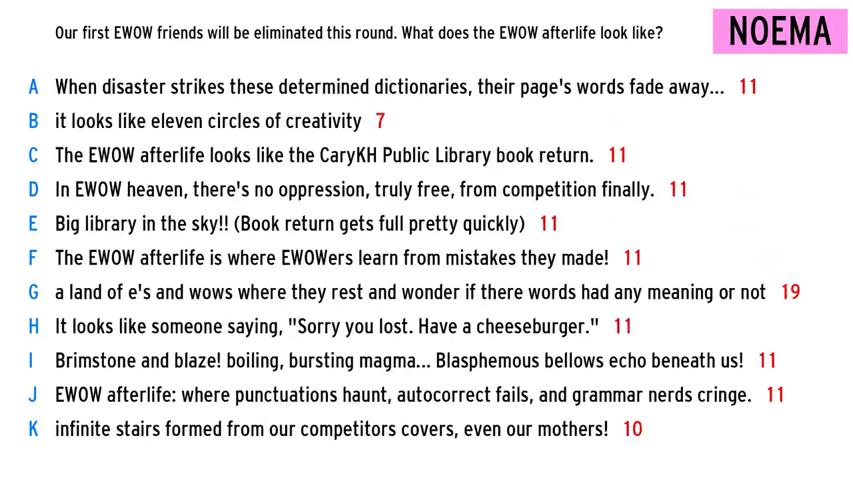 Our first EWOW friends will be eliminated this round. What does the EWOW afterlife look like?
NOEMA
A When disaster strikes these determined dictionaries, their page's words fade away... 11
B it looks like eleven circles of creativity 7
C The EWOW afterlife looks like the CaryKH Public Library book return. 11
D In EWOW heaven, there's no oppression, truly free, from competition finally. 11
E Big library in the sky!! (Book return gets full pretty quickly) 11
F The EWOW afterlife is where EWOWers learn from mistakes they made! 11
G a land of e's and wows where they rest and wonder if there words had any meaning or not 19
H It looks like someone saying, "Sorry you lost. Have a cheeseburger." 11
I Brimstone and blaze! boiling, bursting magma... Blasphemous bellows echo beneath us! 11
J EWOW afterlife: where punctuations haunt, autocorrect fails, and grammar nerds cringe. 11
K infinite stairs formed from our competitors covers, even our mothers! 10